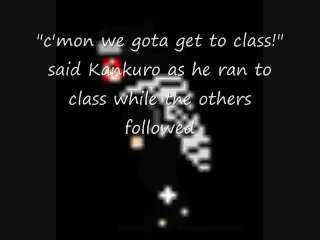 "c'mon we gota get to class!"
said Kankuro as he ran to
class while the others
followed